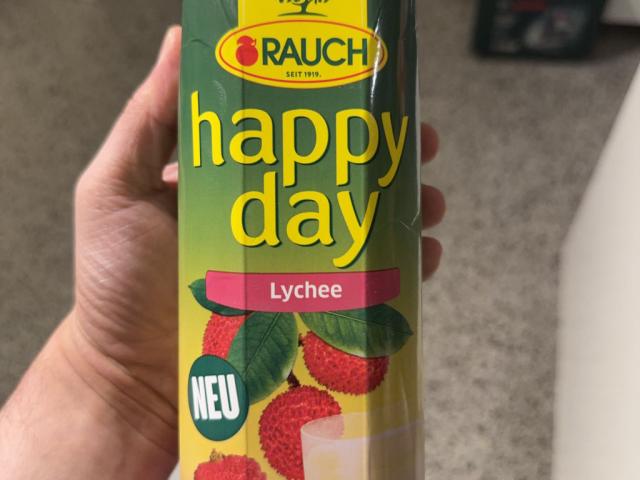 RAUCH
SEIT 1919.
happy
day
Lychee
NEU